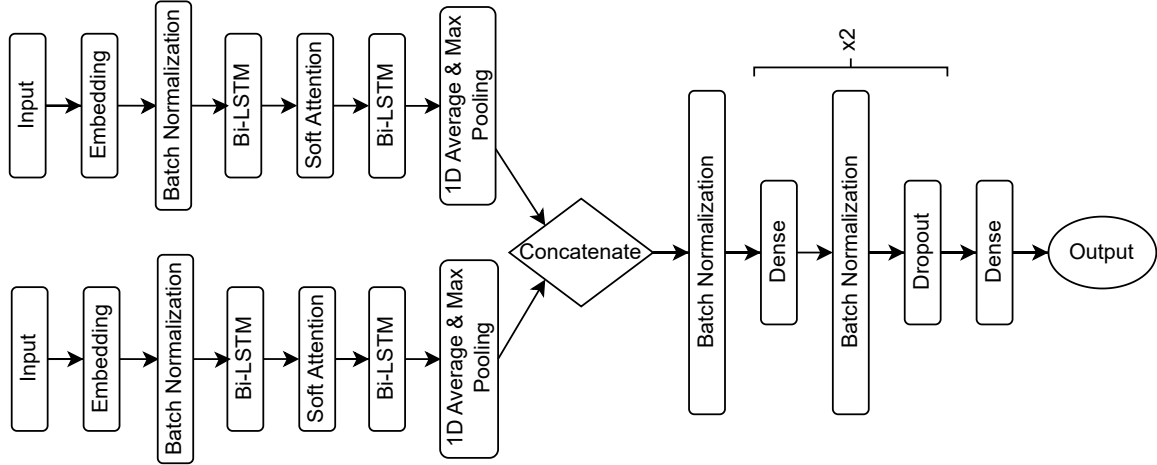 Input
Embedding
Batch Normalization
Bi-LSTM
Soft Attention
Bi-LSTM
1D Average & Max
Pooling
Input
Embedding
Batch Normalization
Bi-LSTM
Soft Attention
Bi-LSTM
1D Average & Max
Pooling
Concatenate
Batch Normalization
x2
Dense
Batch Normalization
Dropout
Dense
Output